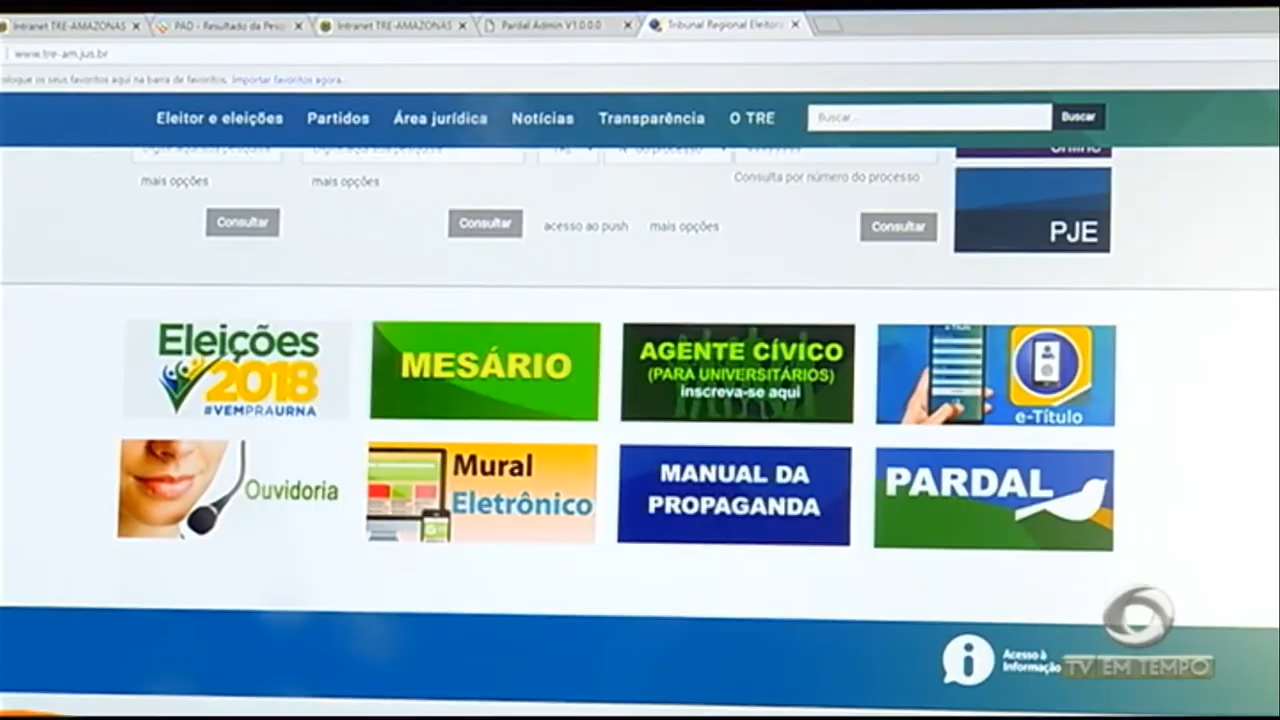 Intranet TRE-AMAZONAS
PAD - Resultado da Pesq
Intranet TRE-AMAZONAS
Pardal Admin V1.0.0.0
Tribunal Regional Eleitora
www.tre-am.jus.br
oloque os seus favoritos aqui na barra de favoritos. Importar favoritos agora...
Eleitor e eleições
Partidos
Área jurídica
Notícias
Transparência
O TRE
Buscar...
Buscar
mais opções
mais opções
Consulta por número do processo
Consultar
Consultar
acesso ao push
mais opções
Consultar
PJE
Eleições
2018
#VEMPRAURNA
MESÁRIO
AGENTE CÍVICO
(PARA UNIVERSITÁRIOS)
inscreva-se aqui
e-Título
Ouvidoria
Mural
Eletrônico
MANUAL DA
PROPAGANDA
PARDAL
Acesso à
Informação
TV EM TEMPO